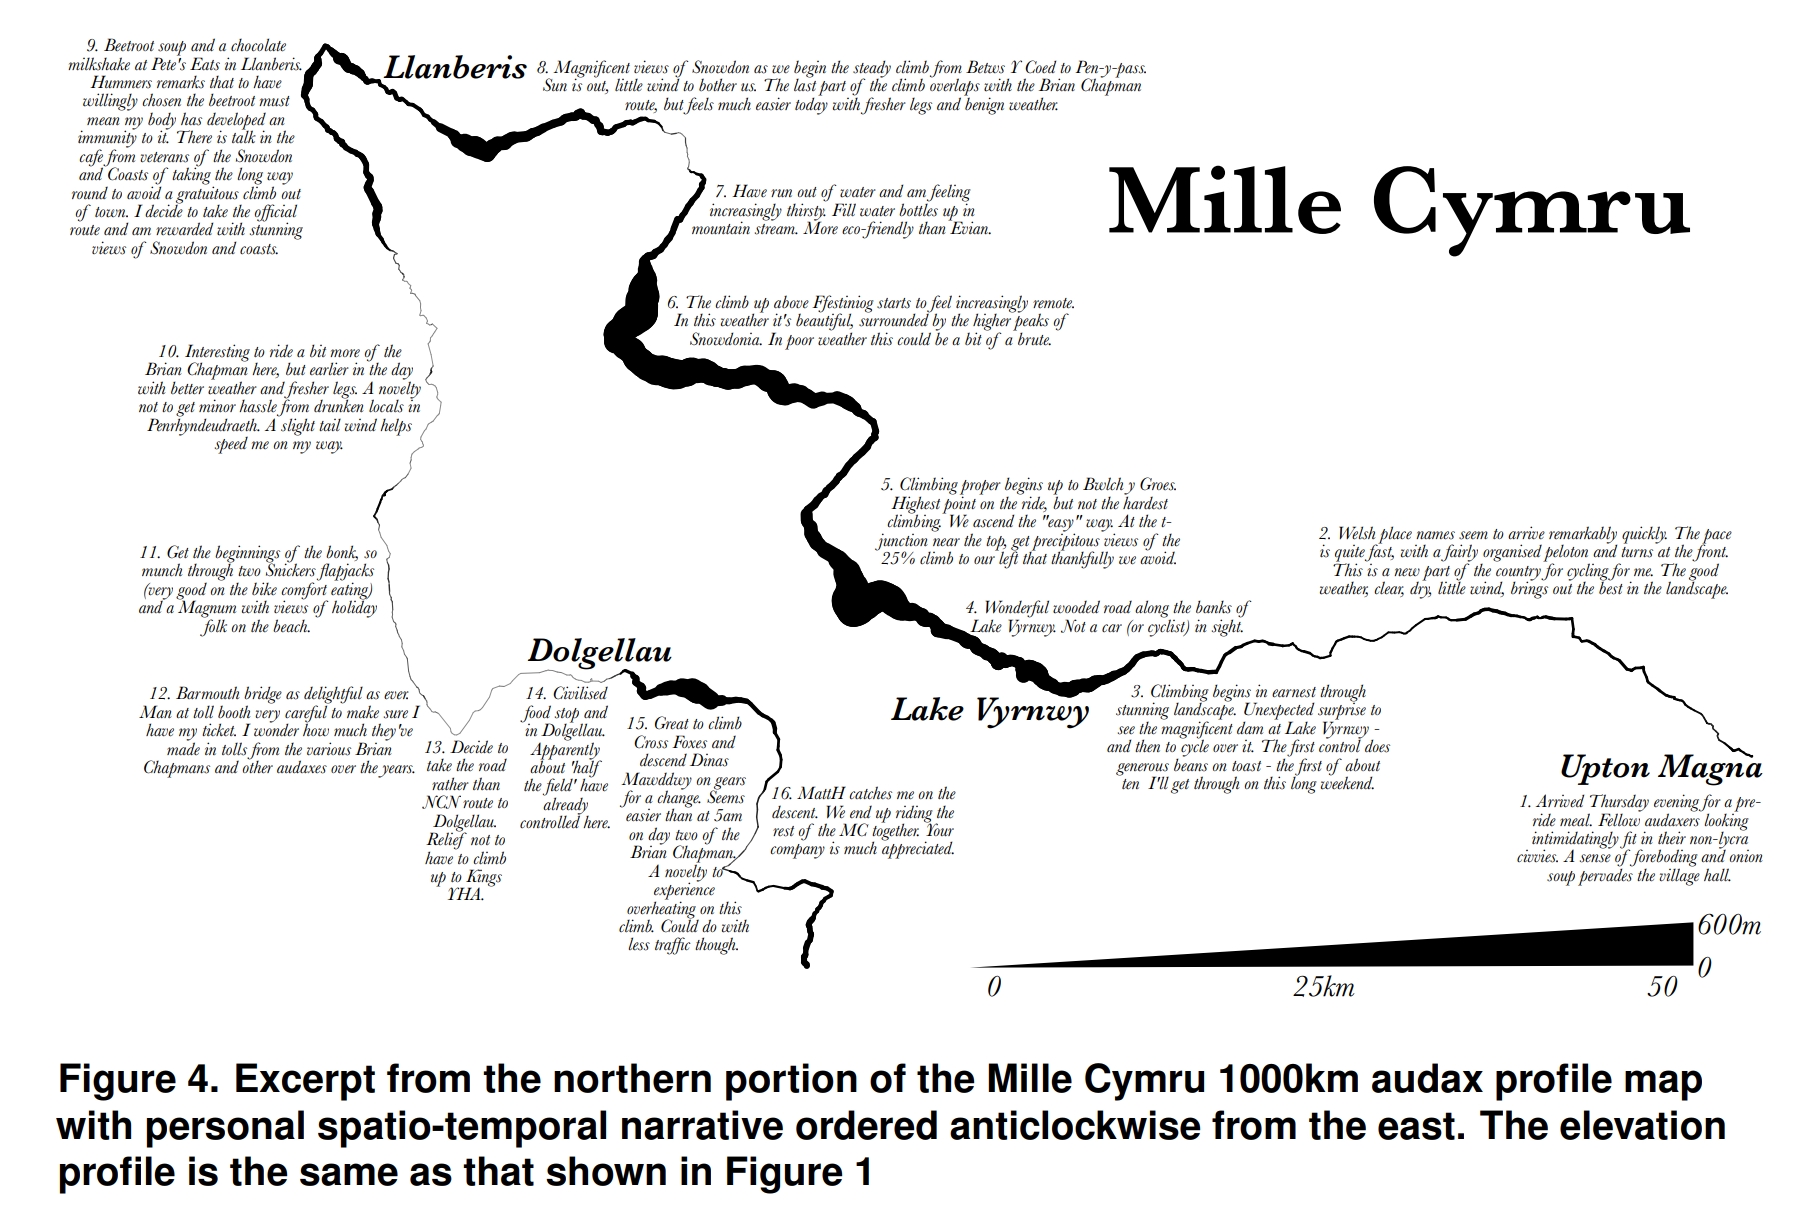 9. Beetroot soup and a chocolate
milkshake at Pete's Eats in Llanberis.
Hummers remarks that to have
willingly chosen the beetroot must
mean my body has developed an
immunity to it. There is talk in the
cafe from veterans of the Snowdon
and Coasts of taking the long way
round to avoid a gratuitous climb out
of town. I decide to take the official
route and am rewarded with stunning
views of Snowdon and coasts.
Llanberis
8. Magnificent views of Snowdon as we begin the steady climb from Betws Y Coed to Pen-y-pass.
Sun is out, little wind to bother us. The last part of the climb overlaps with the Brian Chapman
route, but feels much easier today with fresher legs and benign weather.
Mille Cymru
7. Have run out of water and am feeling
increasingly thirsty. Fill water bottles up in
mountain stream. More eco-friendly than Evian.
6. The climb up above Ffestiniog starts to feel increasingly remote.
In this weather it's beautiful, surrounded by the higher peaks of
Snowdonia. In poor weather this could be a bit of a brute.
10. Interesting to ride a bit more of the
Brian Chapman here, but earlier in the day
with better weather and fresher legs. A novelty
not to get minor hassle from drunken locals in
Penrhyndeudraeth. A slight tail wind helps
speed me on my way.
5. Climbing proper begins up to Bwlch y Groes.
Highest point on the ride, but not the hardest
climbing. We ascend the "easy" way. At the t-
junction near the top, get precipitous views of the
25% climb to our left that thankfully we avoid.
2. Welsh place names seem to arrive remarkably quickly. The pace
is quite fast, with a fairly organised peloton and turns at the front.
This is a new part of the country for cycling for me. The good
weather, clear, dry, little wind, brings out the best in the landscape.
11. Get the beginnings of the bonk, so
munch through two Snickers flapjacks
(very good on the bike comfort eating)
and a Magnum with views of holiday
folk on the beach.
4. Wonderful wooded road along the banks of
Lake Vyrnwy. Not a car (or cyclist) in sight.
Dolgellau
12. Barmouth bridge as delightful as ever.
Man at toll booth very careful to make sure I
have my ticket. I wonder how much they've
made in tolls from the various Brian
Chapmans and other audaxes over the years.
13. Decide to
take the road
rather than
NCN route to
Dolgellau.
Relief not to
have to climb
up to Kings
YHA.
14. Civilised
food stop and
in Dolgellau.
Apparently
about 'half
the field' have
already
controlled here.
15. Great to climb
Cross Foxes and
descend Dinas
Mawddwy on gears
for a change. Seems
easier than at 5am
on day two of the
Brian Chapman.
A novelty to
experience
overheating on this
climb. Could do with
less traffic though.
16. MattH catches me on the
descent. We end up riding the
rest of the MC together. Your
company is much appreciated.
Lake Vyrnwy
3. Climbing begins in earnest through
stunning landscape. Unexpected surprise to
see the magnificent dam at Lake Vyrnwy -
and then to cycle over it. The first control does
generous beans on toast - the first of about
ten I'll get through on this long weekend.
Upton Magna
1. Arrived Thursday evening for a pre-
ride meal. Fellow audaxers looking
intimidatingly fit in their non-lycra
civvies. A sense of foreboding and onion
soup pervades the village hall.
600m
0
0 25km 50
Figure 4. Excerpt from the northern portion of the Mille Cymru 1000km audax profile map
with personal spatio-temporal narrative ordered anticlockwise from the east. The elevation
profile is the same as that shown in Figure 1